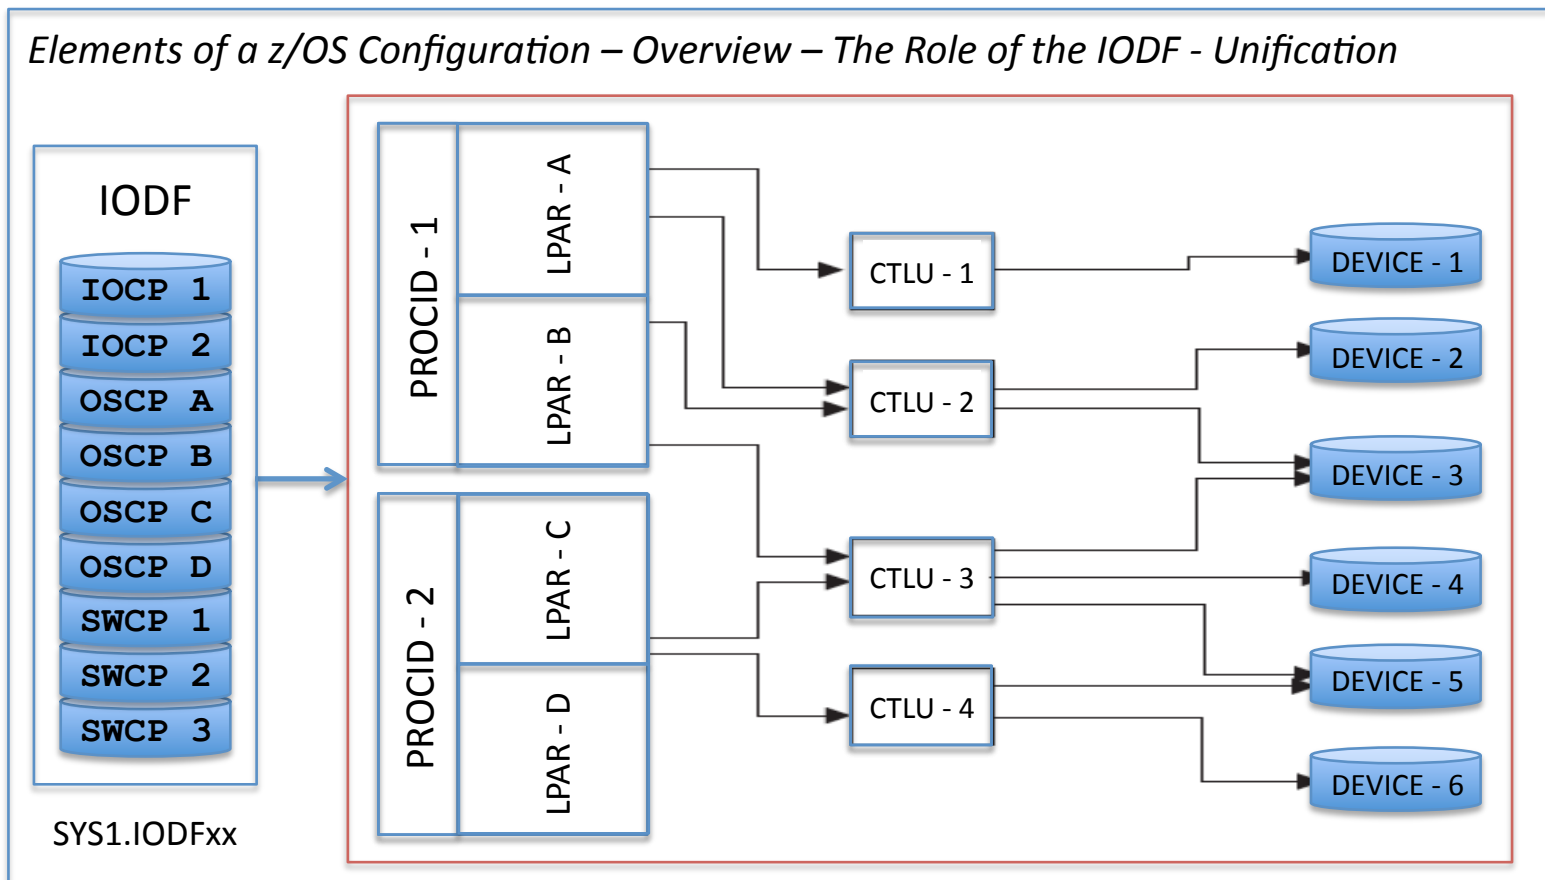 Elements of a z/OS Configuration – Overview – The Role of the IODF - Unification
IODF
IOCP 1
IOCP 2
OSCP A
OSCP B
OSCP C
OSCP D
SWCP 1
SWCP 2
SWCP 3
SYS1.IODFxx
PROCID - 1
LPAR - A
LPAR - B
PROCID - 2
LPAR - C
LPAR - D
CTLU - 1
CTLU - 2
CTLU - 3
CTLU - 4
DEVICE - 1
DEVICE - 2
DEVICE - 3
DEVICE - 4
DEVICE - 5
DEVICE - 6